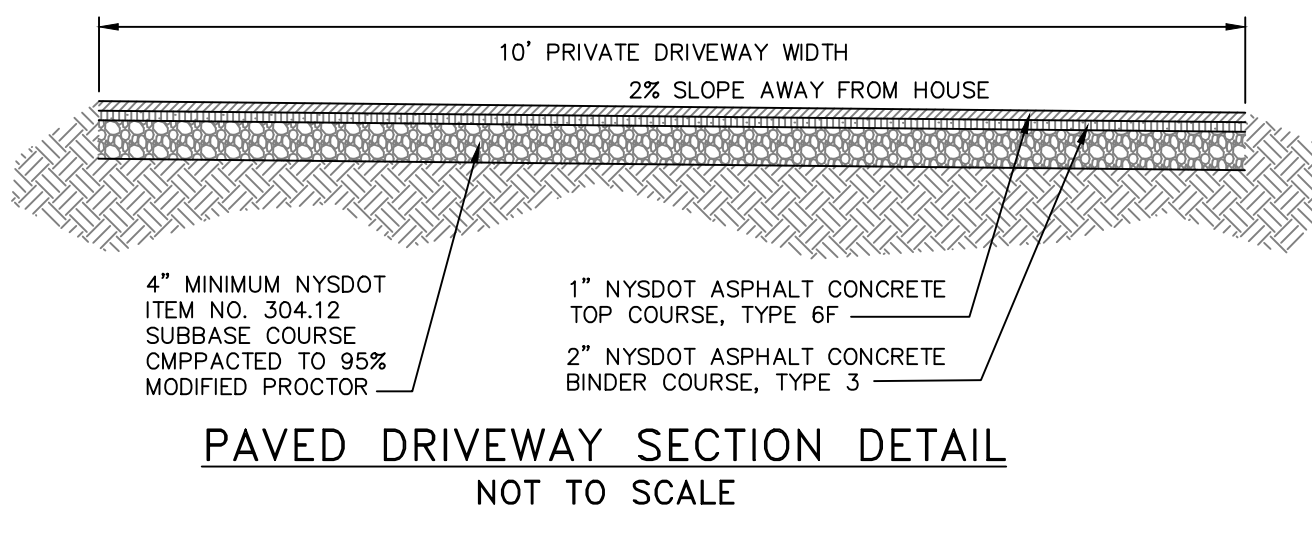 10' PRIVATE DRIVEWAY WIDTH
2% SLOPE AWAY FROM HOUSE
4" MINIMUM NYSDOT
ITEM NO. 304.12
SUBBASE COURSE
CMPPACTED TO 95%
MODIFIED PROCTOR
1" NYSDOT ASPHALT CONCRETE
TOP COURSE, TYPE 6F
2" NYSDOT ASPHALT CONCRETE
BINDER COURSE, TYPE 3
PAVED DRIVEWAY SECTION DETAIL
NOT TO SCALE